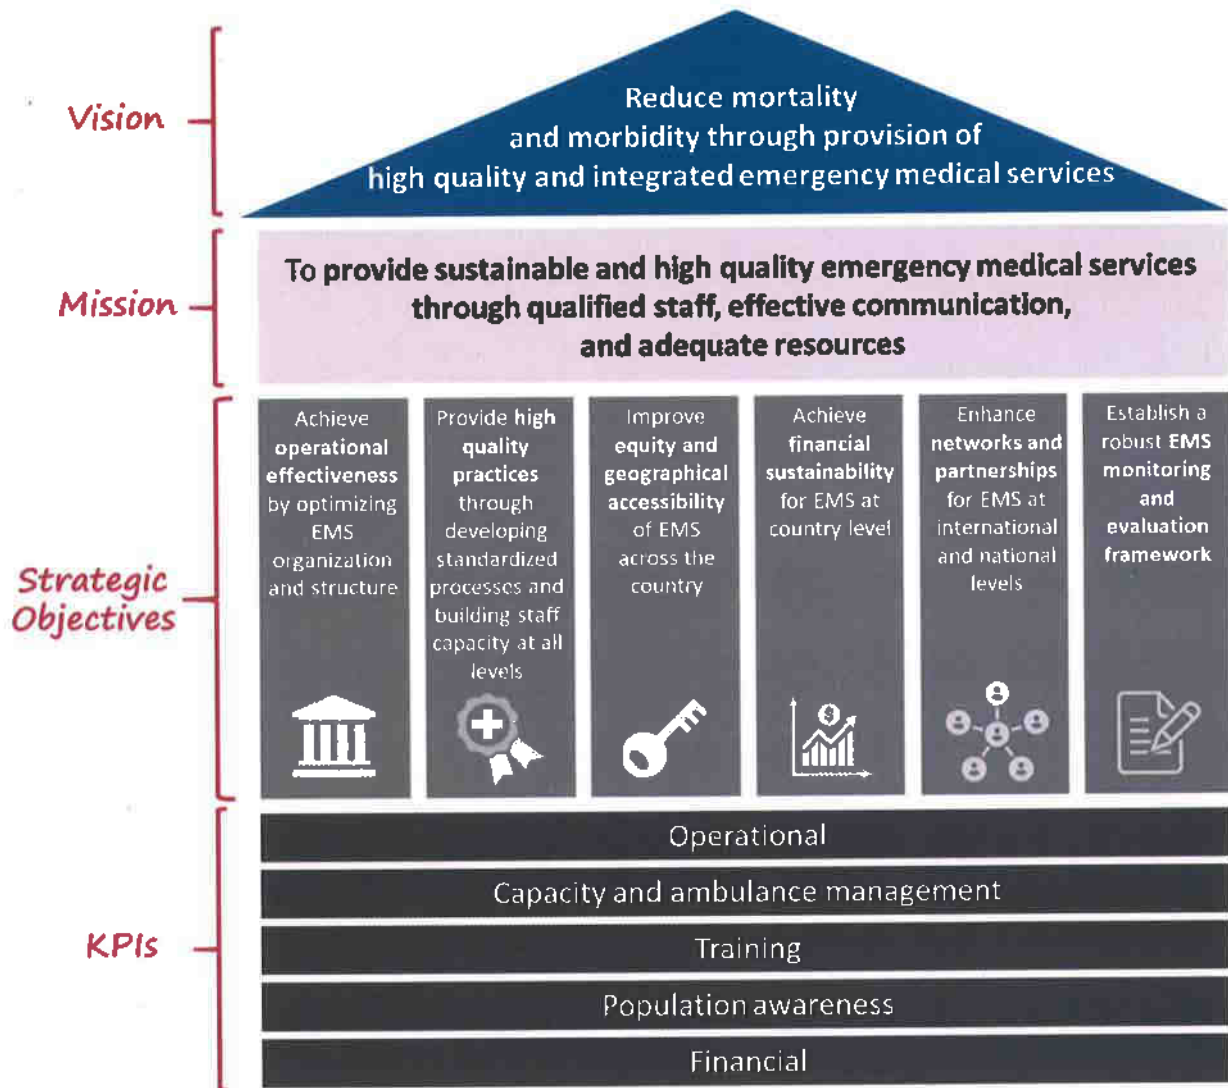 Vision
Reduce mortality
and morbidity through provision of
high quality and integrated emergency medical services
Mission
To provide sustainable and high quality emergency medical services
through qualified staff, effective communication,
and adequate resources
Strategic
Objectives
Achieve
operational
effectiveness
by optimizing
EMS
organization
and structure
Provide high
quality
practices
through
developing
standardized
processes and
building staff
capacity at all
levels
Improve
equity and
geographical
accessibility
of EMS
across the
country
Achieve
financial
sustainability
for EMS at
country level
Enhance
networks and
partnerships
for EMS at
international
and national
levels
Establish a
robust EMS
monitoring
and
evaluation
framework
$
KPIs
Operational
Capacity and ambulance management
Training
Population awareness
Financial